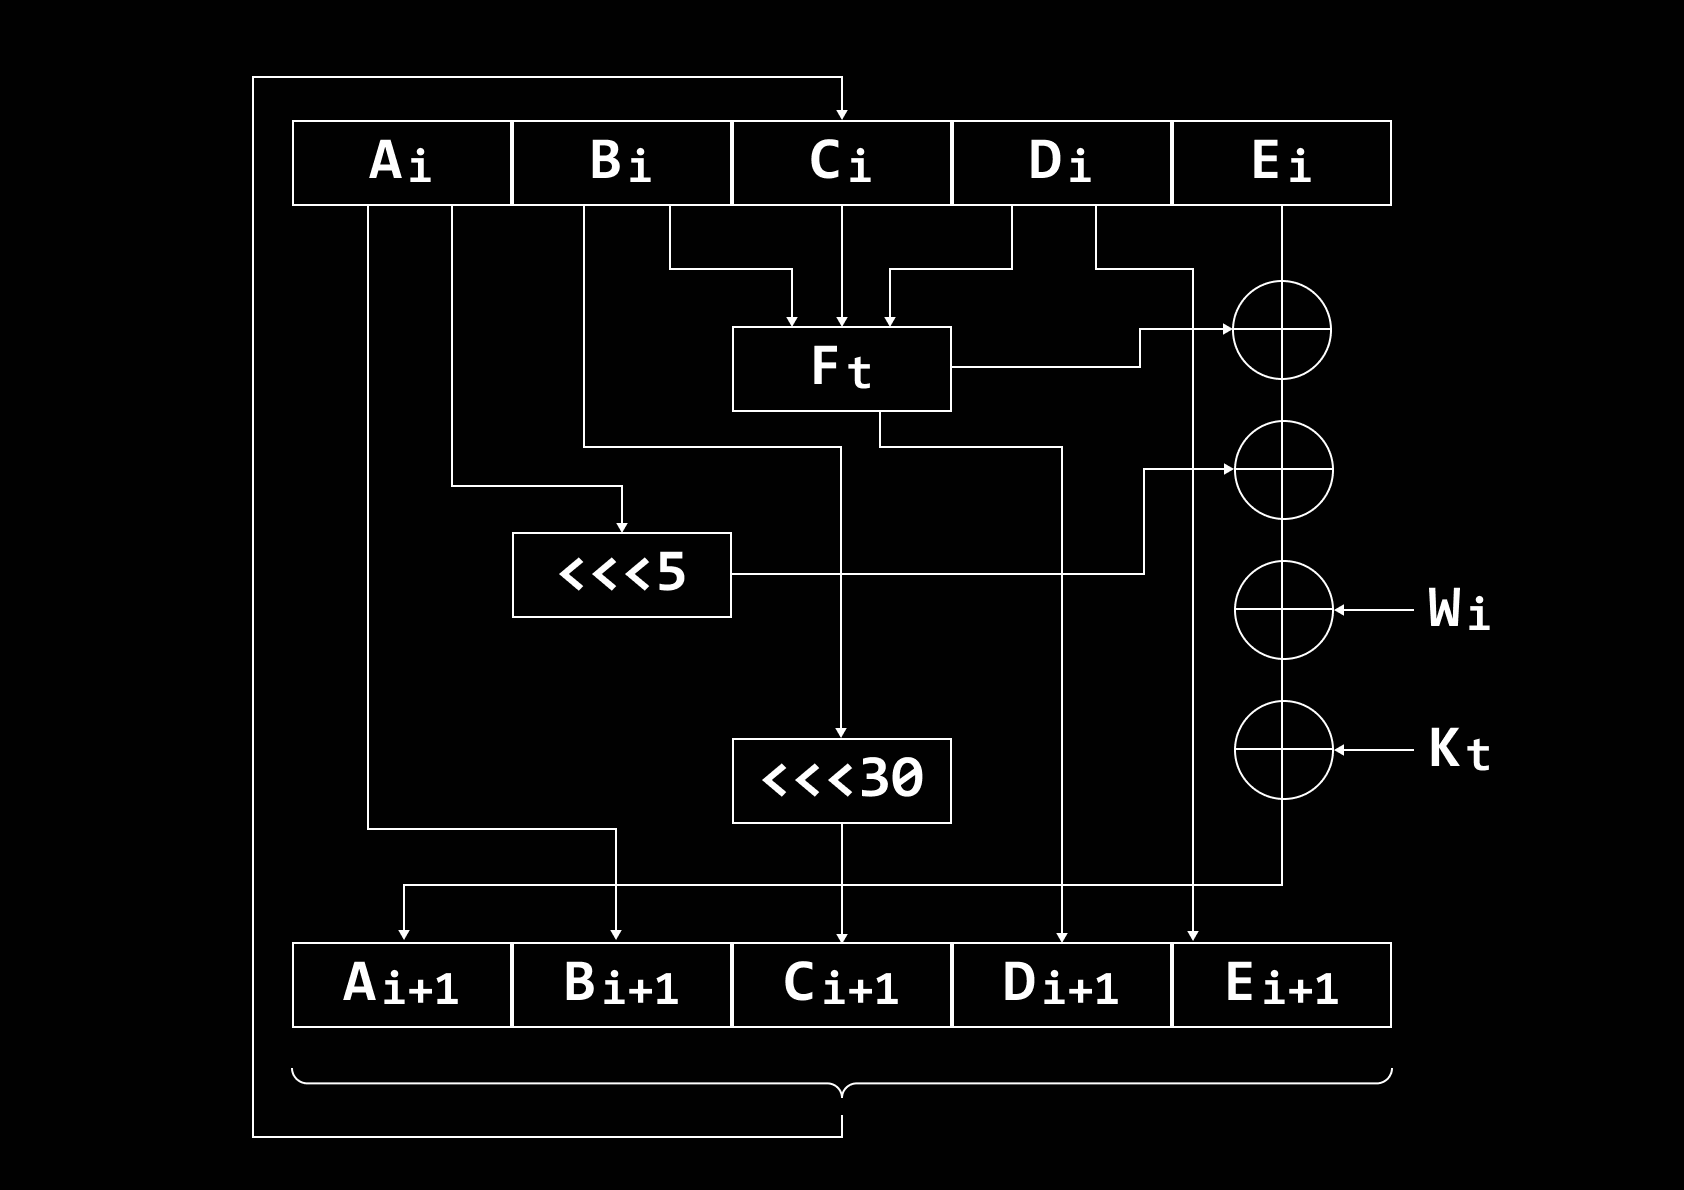 Ai Bi Ci Di Ei
Ft
<<<5
Wi
<<<30
Kt
Ai+1 Bi+1 Ci+1 Di+1 Ei+1